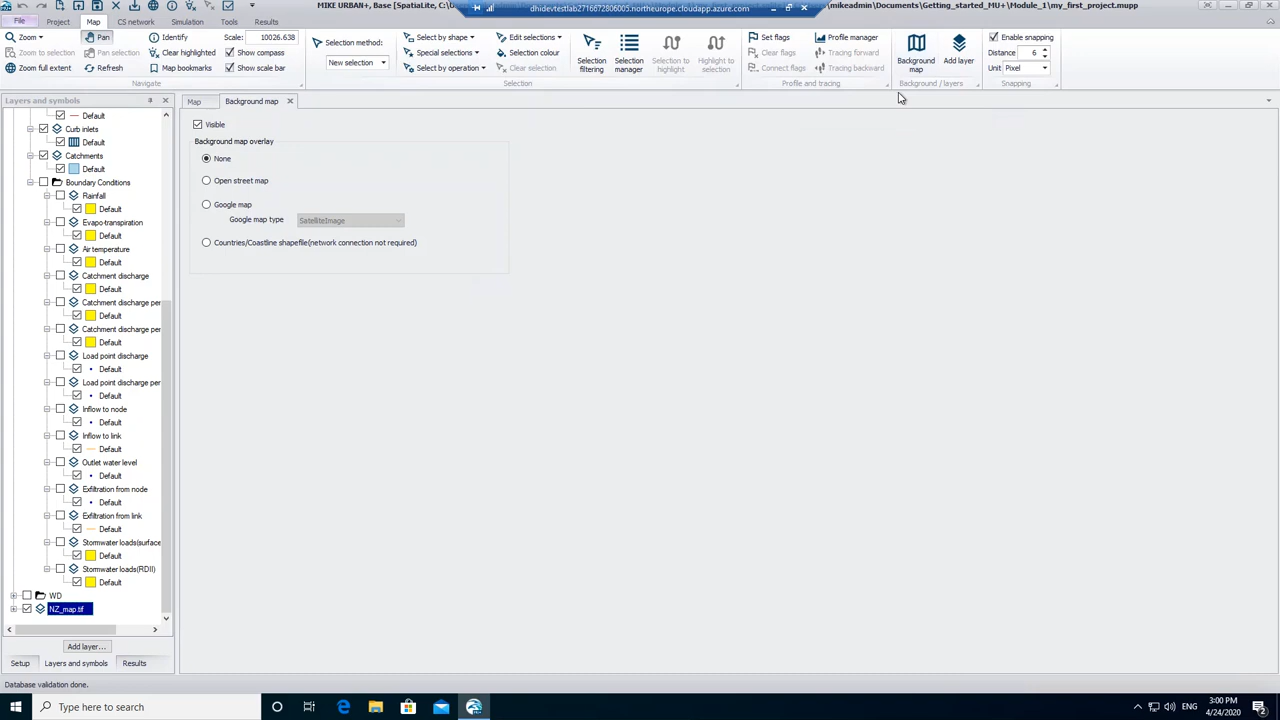 MIKE URBAN+, Base [SpatiaLite, C:\U
dhidevtestlab2716672806005.northeurope.cloudapp.azure.com
mikeadmin\Documents\Getting_started_MU+\Module_1\my_first_project.mupp
File Project Map CS network Simulation Tools Results
Zoom Pan Identify Scale: 10026.638
Zoom to selection Pan selection Clear highlighted Show compass
Zoom full extent Refresh Map bookmarks Show scale bar
Navigate
Selection method:
New selection
Select by shape Edit selections
Special selections Selection colour
Select by operation Clear selection
Selection filtering
Selection manager
Selection to highlight
Highlight to selection
Selection
Set flags Profile manager
Clear flags Tracing forward
Connect flags Tracing backward
Profile and tracing
Background map
Add layer
Background / layers
Enable snapping
Distance 6
Unit Pixel
Snapping
Layers and symbols
Default
Curb inlets
Default
Catchments
Default
Boundary Conditions
Rainfall
Default
Evapo-transpiration
Default
Air temperature
Default
Catchment discharge
Default
Catchment discharge per
Default
Catchment discharge per
Default
Load point discharge
Default
Load point discharge per
Default
Inflow to node
Default
Inflow to link
Default
Outlet water level
Default
Exfiltration from node
Default
Exfiltration from link
Default
Stormwater loads(surface
Default
Stormwater loads(RDII)
Default
WD
NZ_map.tif
Add layer...
Setup Layers and symbols Results
Map Background map
Visible
Background map overlay
None
Open street map
Google map
Google map type SatelliteImage
Countries/Coastline shapefile(network connection not required)
Database validation done.
Type here to search
ENG
3:00 PM
4/24/2020
2